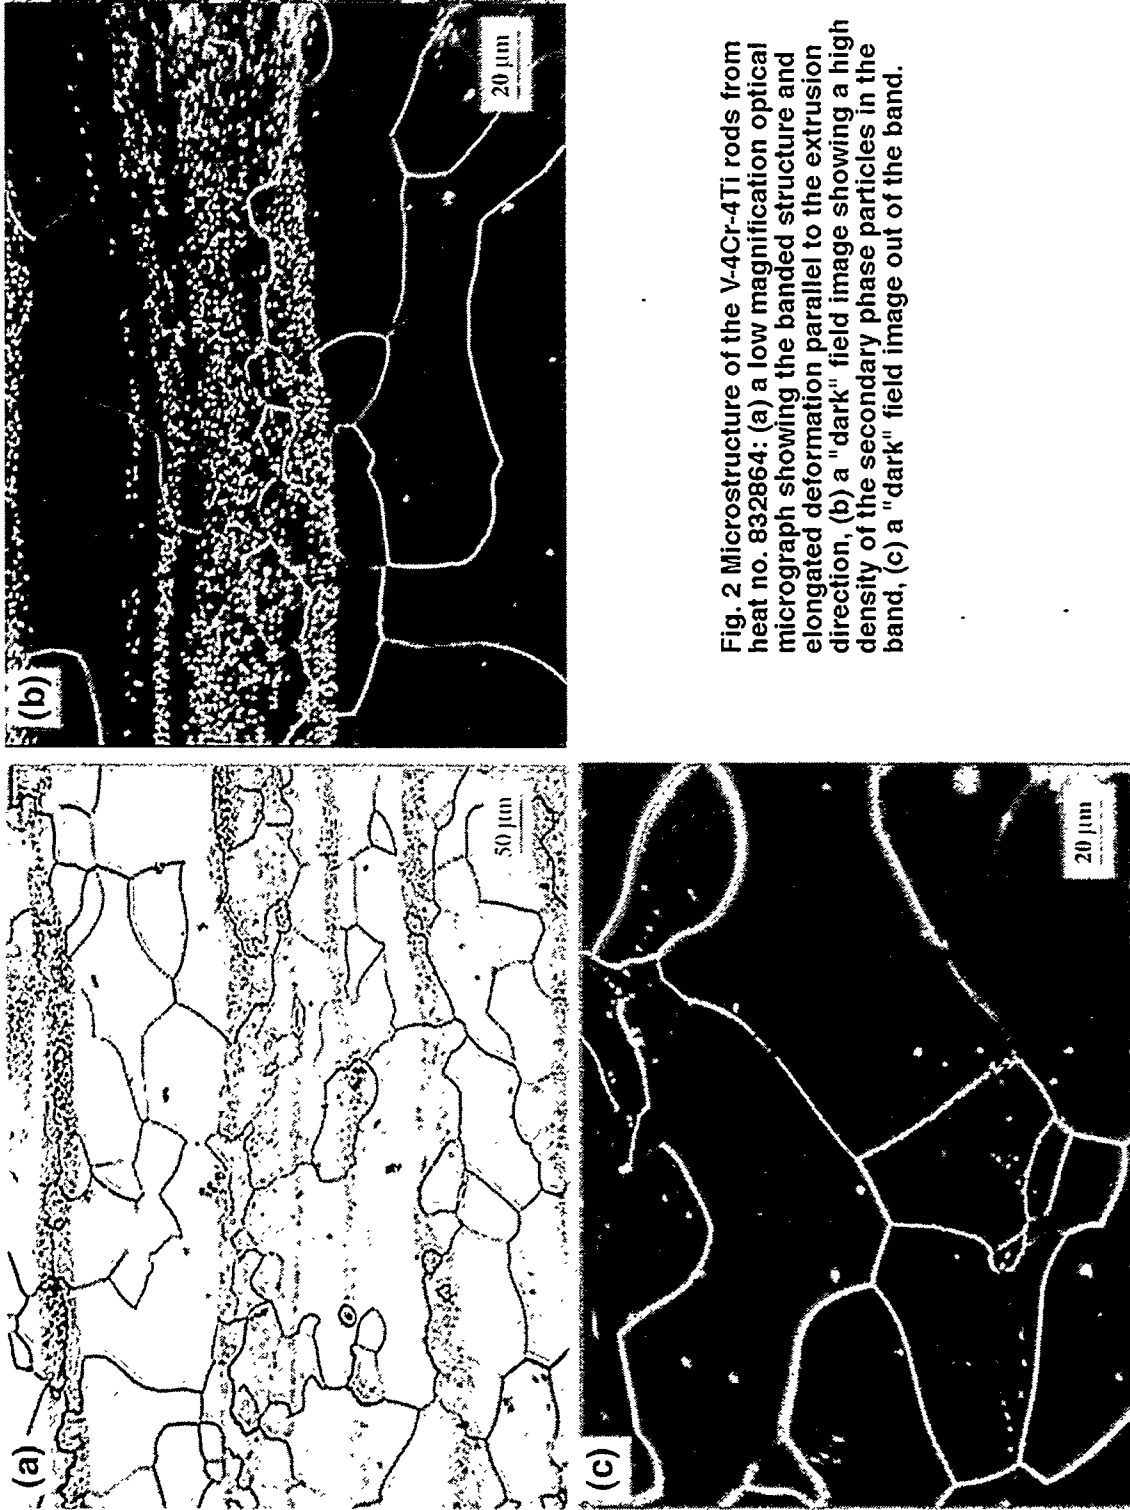 (a)
50 µm
(b)
20 µm
(c)
20 µm
Fig. 2 Microstructure of the V-4Cr-4Ti rods from
heat no. 832864: (a) a low magnification optical
micrograph showing the banded structure and
elongated deformation parallel to the extrusion
direction, (b) a "dark" field image showing a high
density of the secondary phase particles in the
band, (c) a "dark" field image out of the band.